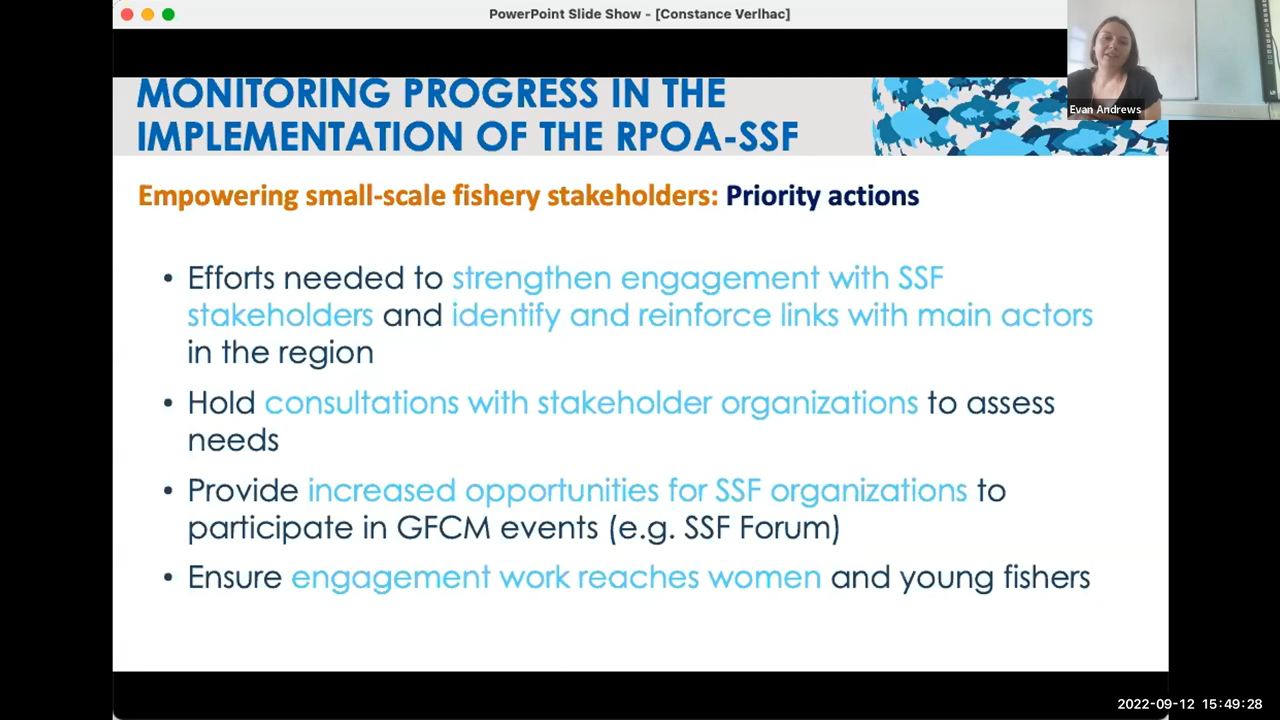 PowerPoint Slide Show - [Constance Verlhac]
MONITORING PROGRESS IN THE
IMPLEMENTATION OF THE RPOA-SSF
Evan Andrews
Empowering small-scale fishery stakeholders: Priority actions
• Efforts needed to strengthen engagement with SSF
stakeholders and identify and reinforce links with main actors
in the region
• Hold consultations with stakeholder organizations to assess
needs
• Provide increased opportunities for SSF organizations to
participate in GFCM events (e.g. SSF Forum)
• Ensure engagement work reaches women and young fishers
2022-09-12 15:49:28